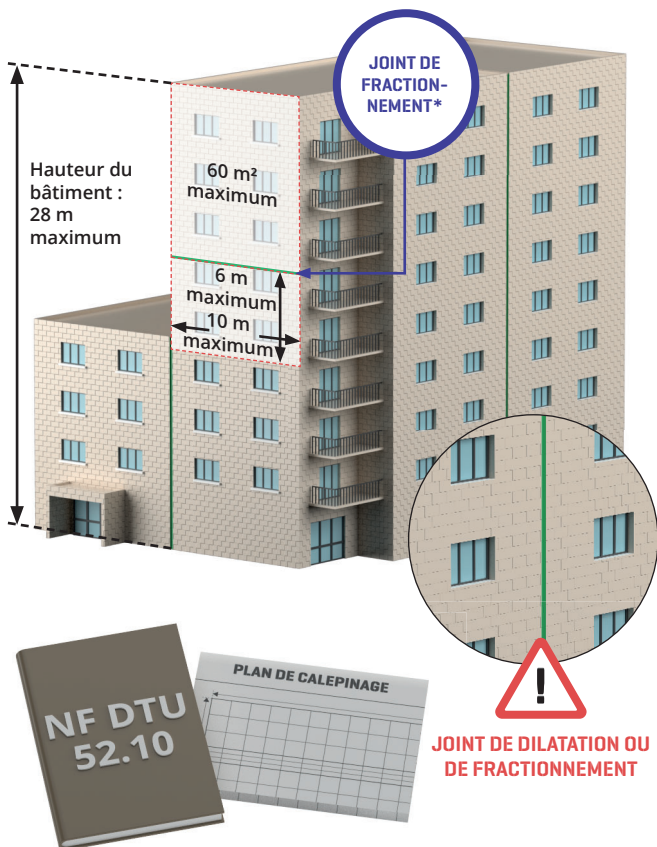 JOINT DE
FRACTION-
NEMENT*
Hauteur du
bâtiment :
28 m
maximum
60 m²
maximum
6 m
maximum
10 m
maximum
NF DTU
52.10
PLAN DE CALEPINAGE
!
JOINT DE DILATATION OU
DE FRACTIONNEMENT